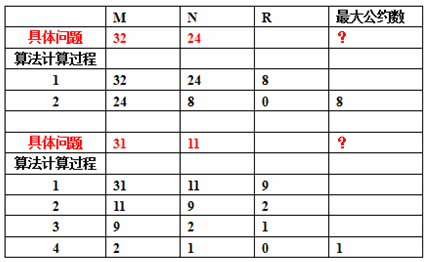 M N R 最大公约数
具体问题 32 24 ?
算法计算过程
1 32 24 8
2 24 8 0 8
具体问题 31 11 ?
算法计算过程
1 31 11 9
2 11 9 2
3 9 2 1
4 2 1 0 1